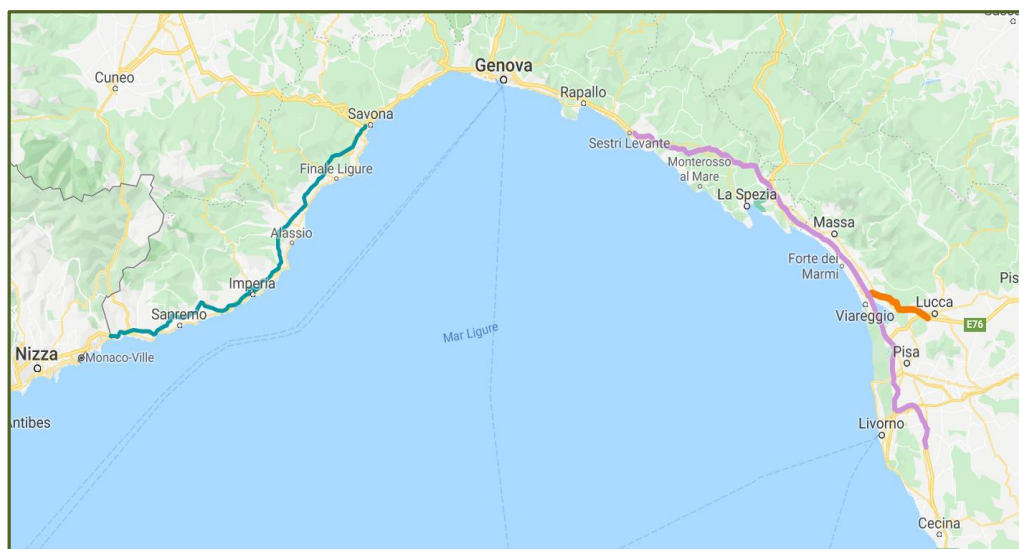 Cuneo
Genova
Rapallo
Savona
Sestri Levante
Finale Ligure
Monterosso
al Mare
La Spezia
Massa
Alassio
Forte dei
Marmi
Imperia
Lucca
Viareggio
Sanremo
E76
Mar Ligure
Nizza
Monaco-Ville
Pisa
Livorno
Cecina